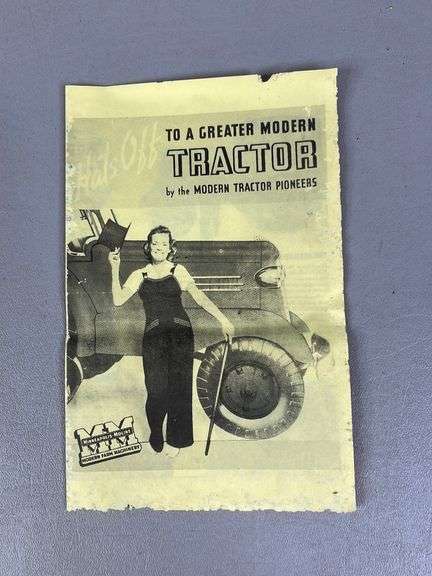 Hats Off
TO A GREATER MODERN
TRACTOR
by the MODERN TRACTOR PIONEERS
MM
MINNEAPOLIS-MOLINE
MODERN FARM MACHINERY